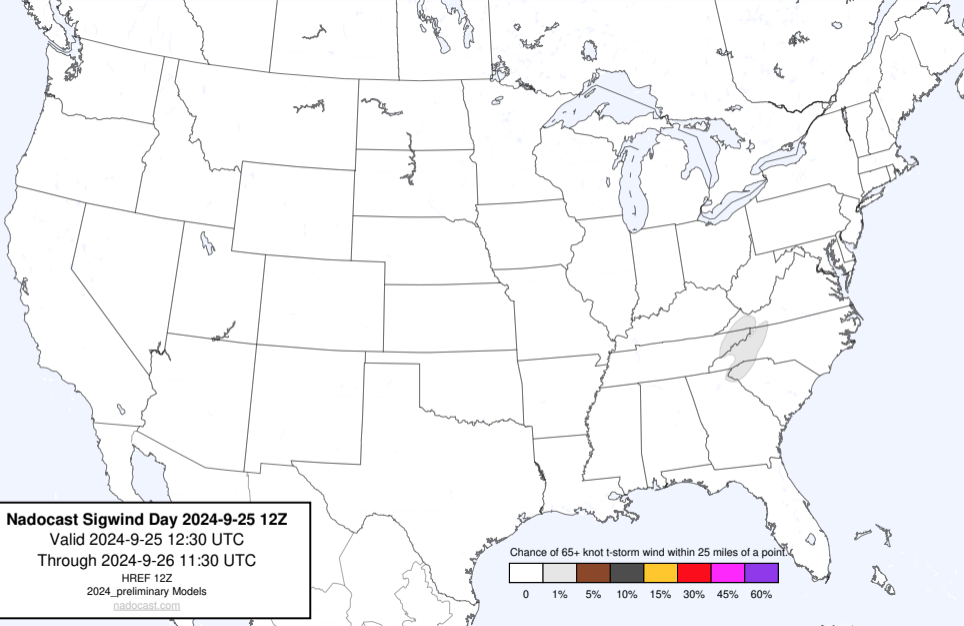 Nadocast Sigwind Day 2024-9-25 12Z
Valid 2024-9-25 12:30 UTC
Through 2024-9-26 11:30 UTC
HREF 12Z
2024_preliminary Models
nadocast.com
Chance of 65+ knot t-storm wind within 25 miles of a point.
0 1% 5% 10% 15% 30% 45% 60%